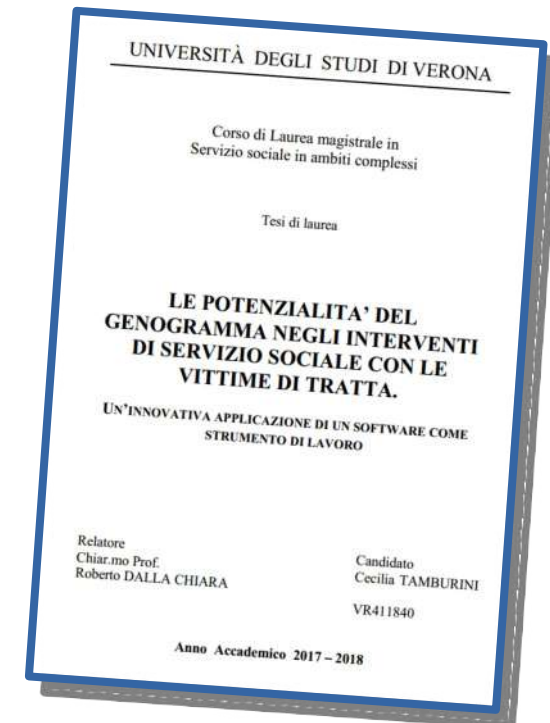 UNIVERSITÀ DEGLI STUDI DI VERONA
Corso di Laurea magistrale in
Servizio sociale in ambiti complessi
Tesi di laurea
LE POTENZIALITA' DEL
GENOGRAMMA NEGLI INTERVENTI
DI SERVIZIO SOCIALE CON LE
VITTIME DI TRATTA.
UN'INNOVATIVA APPLICAZIONE DI UN SOFTWARE COME
STRUMENTO DI LAVORO
Relatore
Chiar.mo Prof.
Roberto DALLA CHIARA
Candidato
Cecilia TAMBURINI
VR411840
Anno Accademico 2017 – 2018